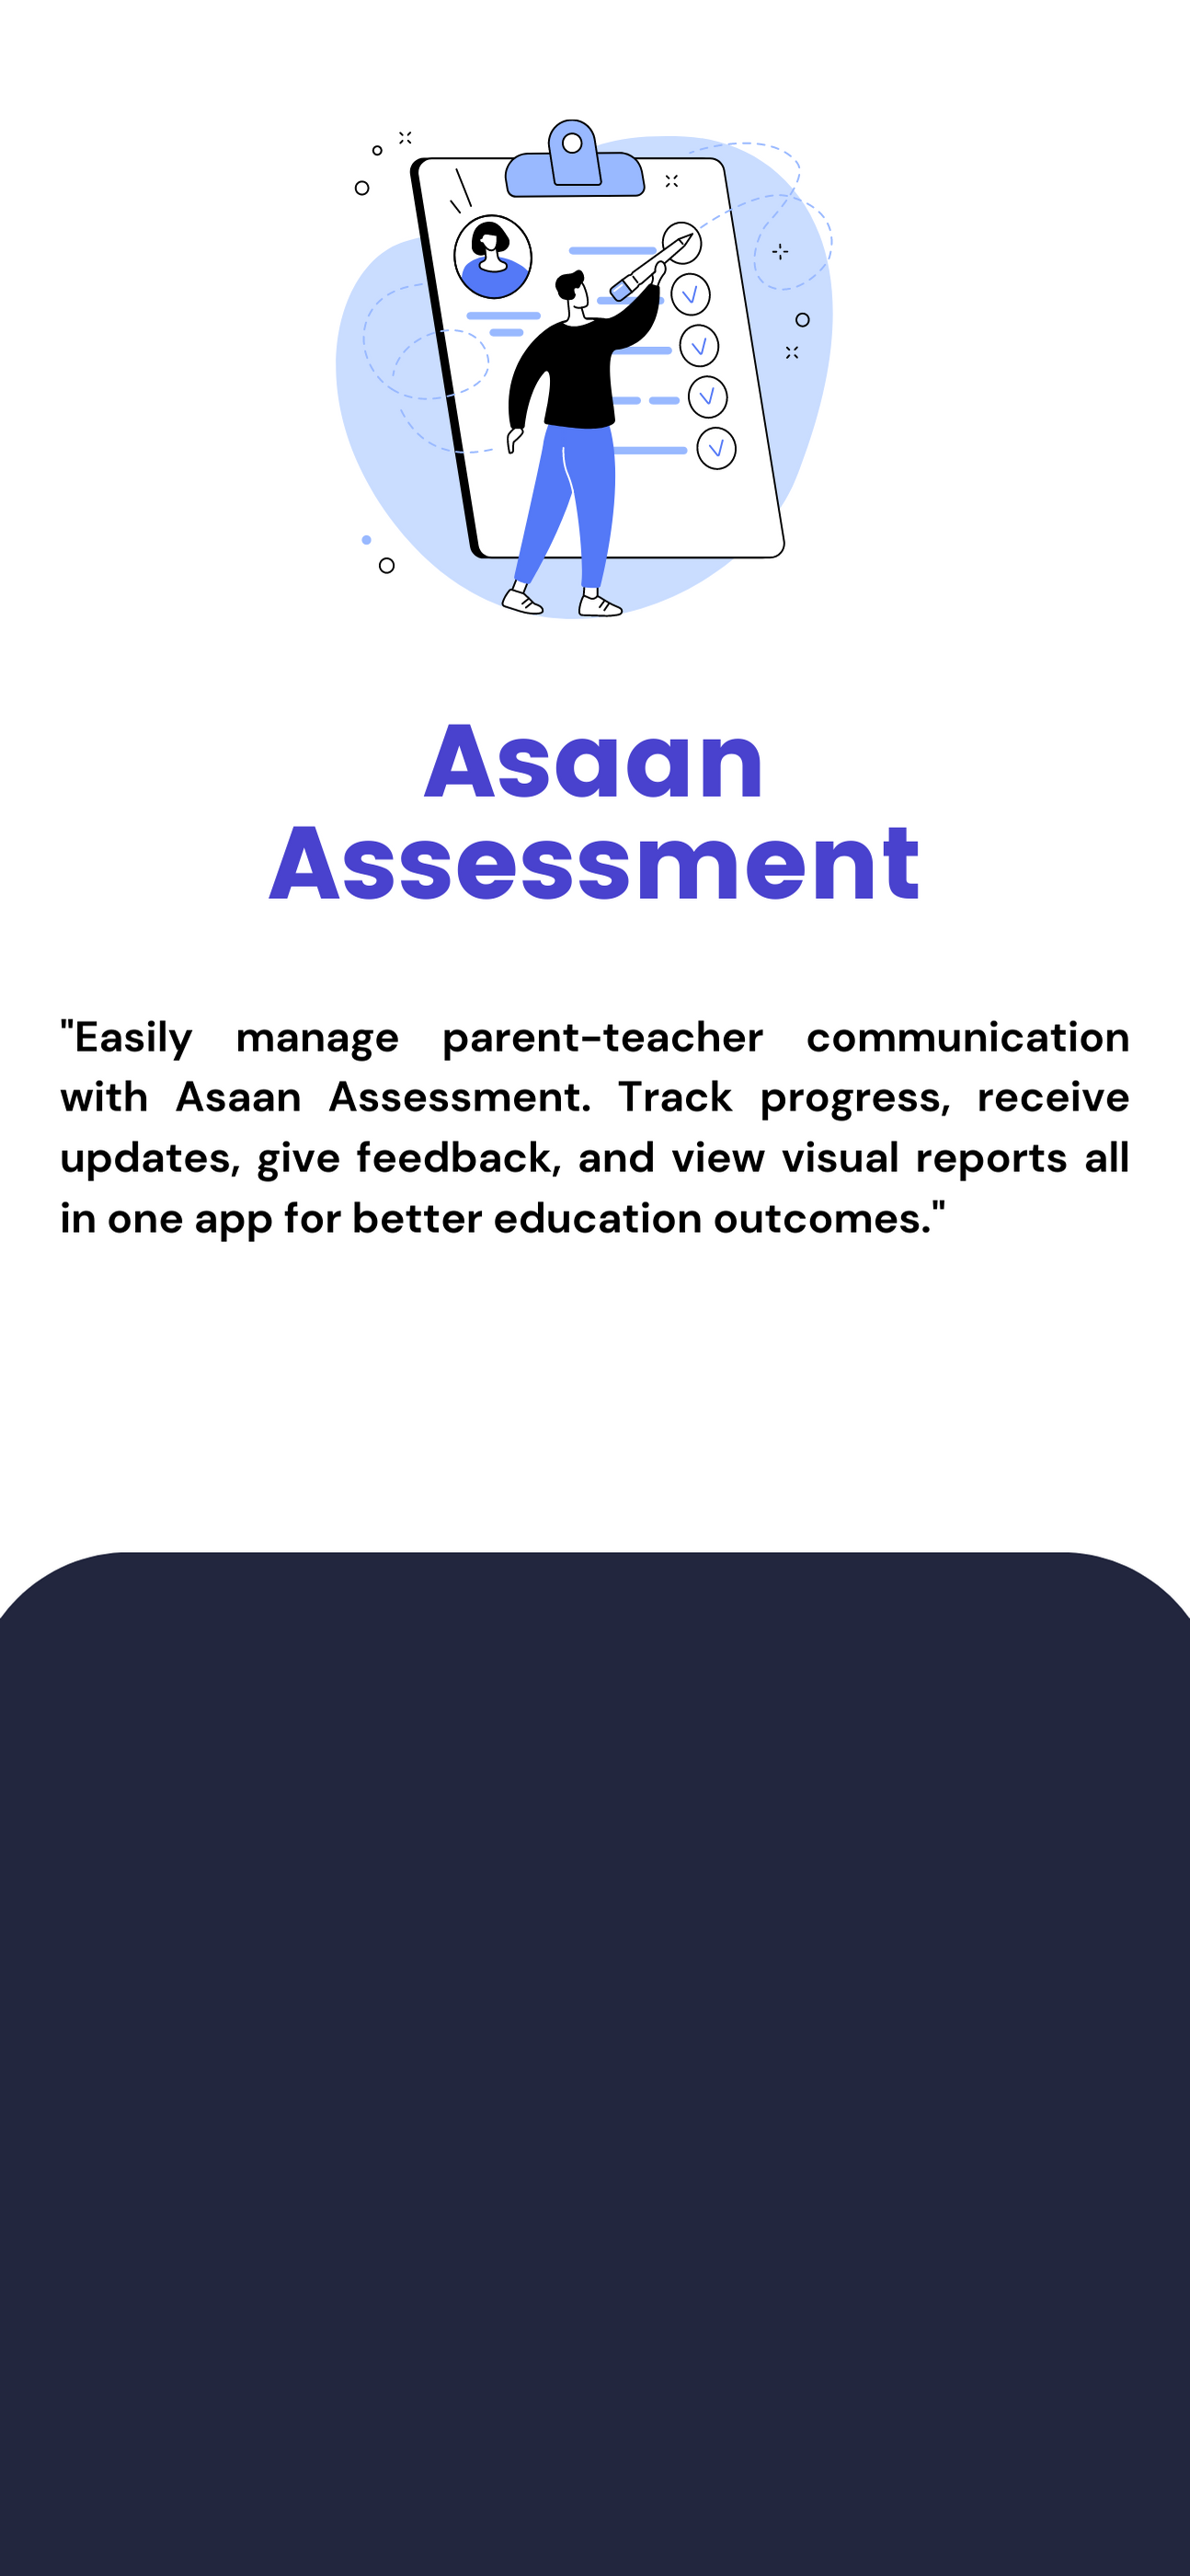 Asaan
Assessment
"Easily manage parent-teacher communication
with Asaan Assessment. Track progress, receive
updates, give feedback, and view visual reports all
in one app for better education outcomes."